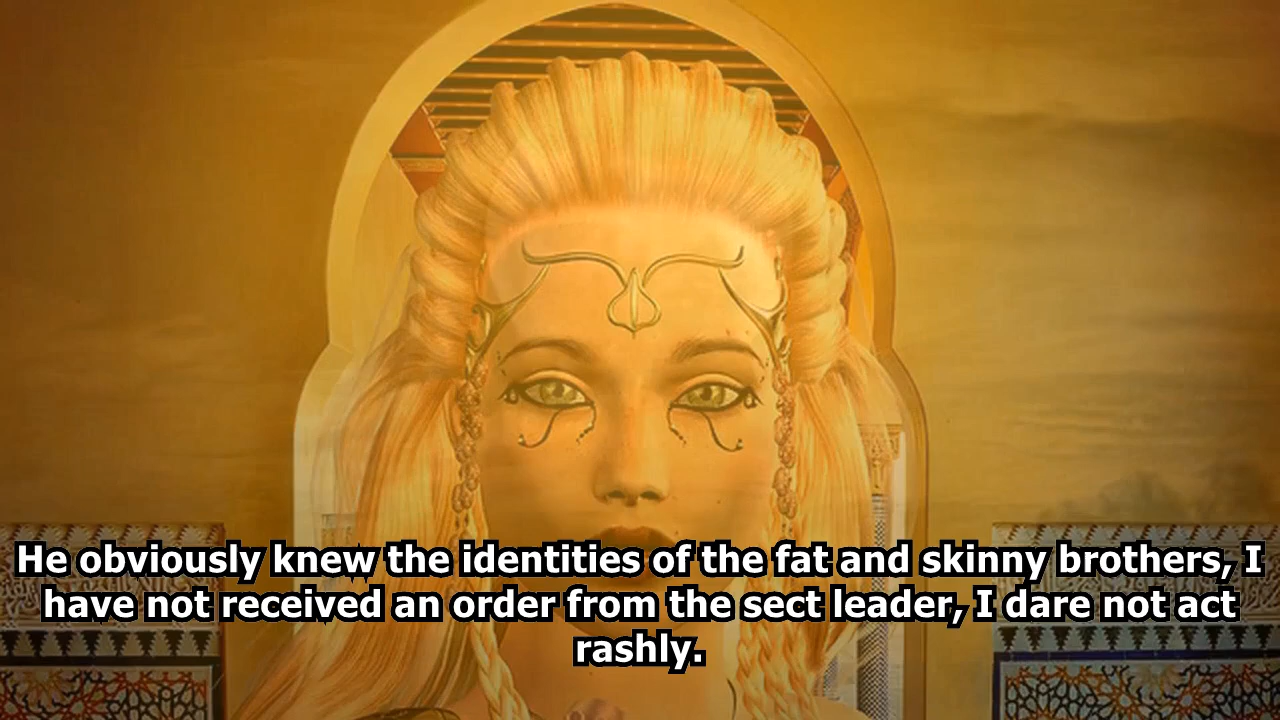 He obviously knew the identities of the fat and skinny brothers, I
have not received an order from the sect leader, I dare not act
rashly.